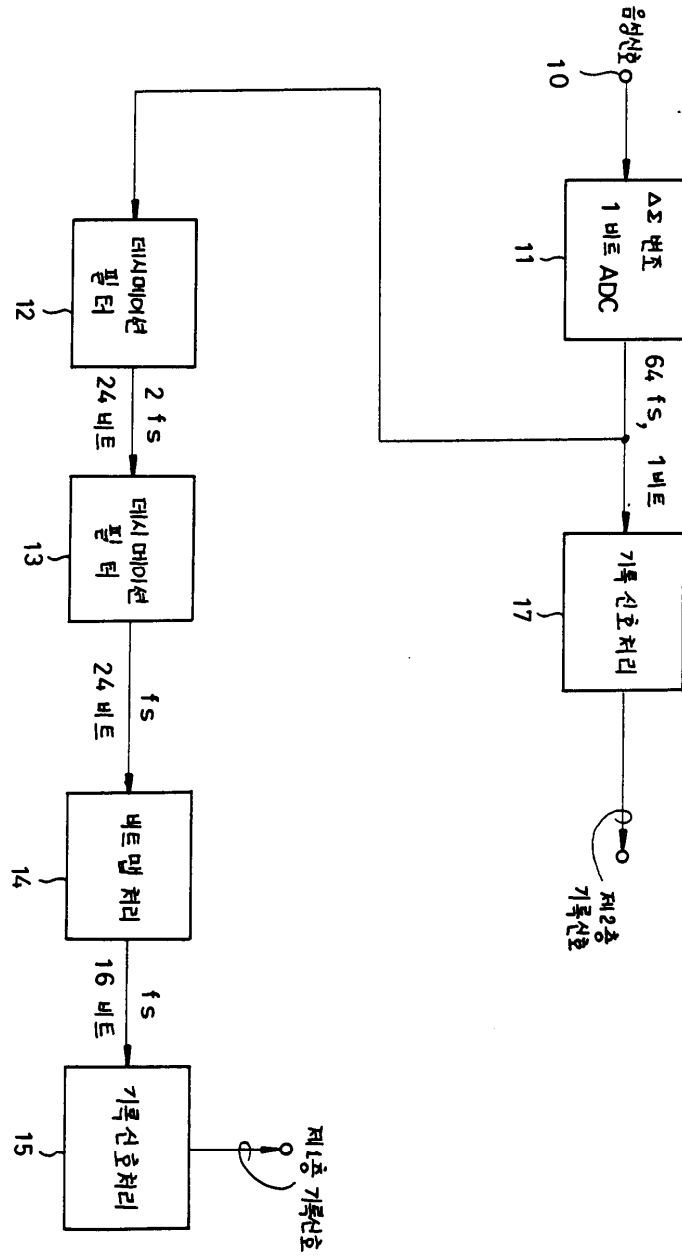 음성신호
10
ΔΣ 변조
1 비트 ADC
11
64 fs, 1비트
기록 신호처리
17
제2층
기록신호
데시메이션
필 터
12
2 fs
24 비트
데시메이션
필 터
13
fs
24 비트
비트 맵 처리
14
fs
16 비트
기록신호처리
15
제1층 기록신호